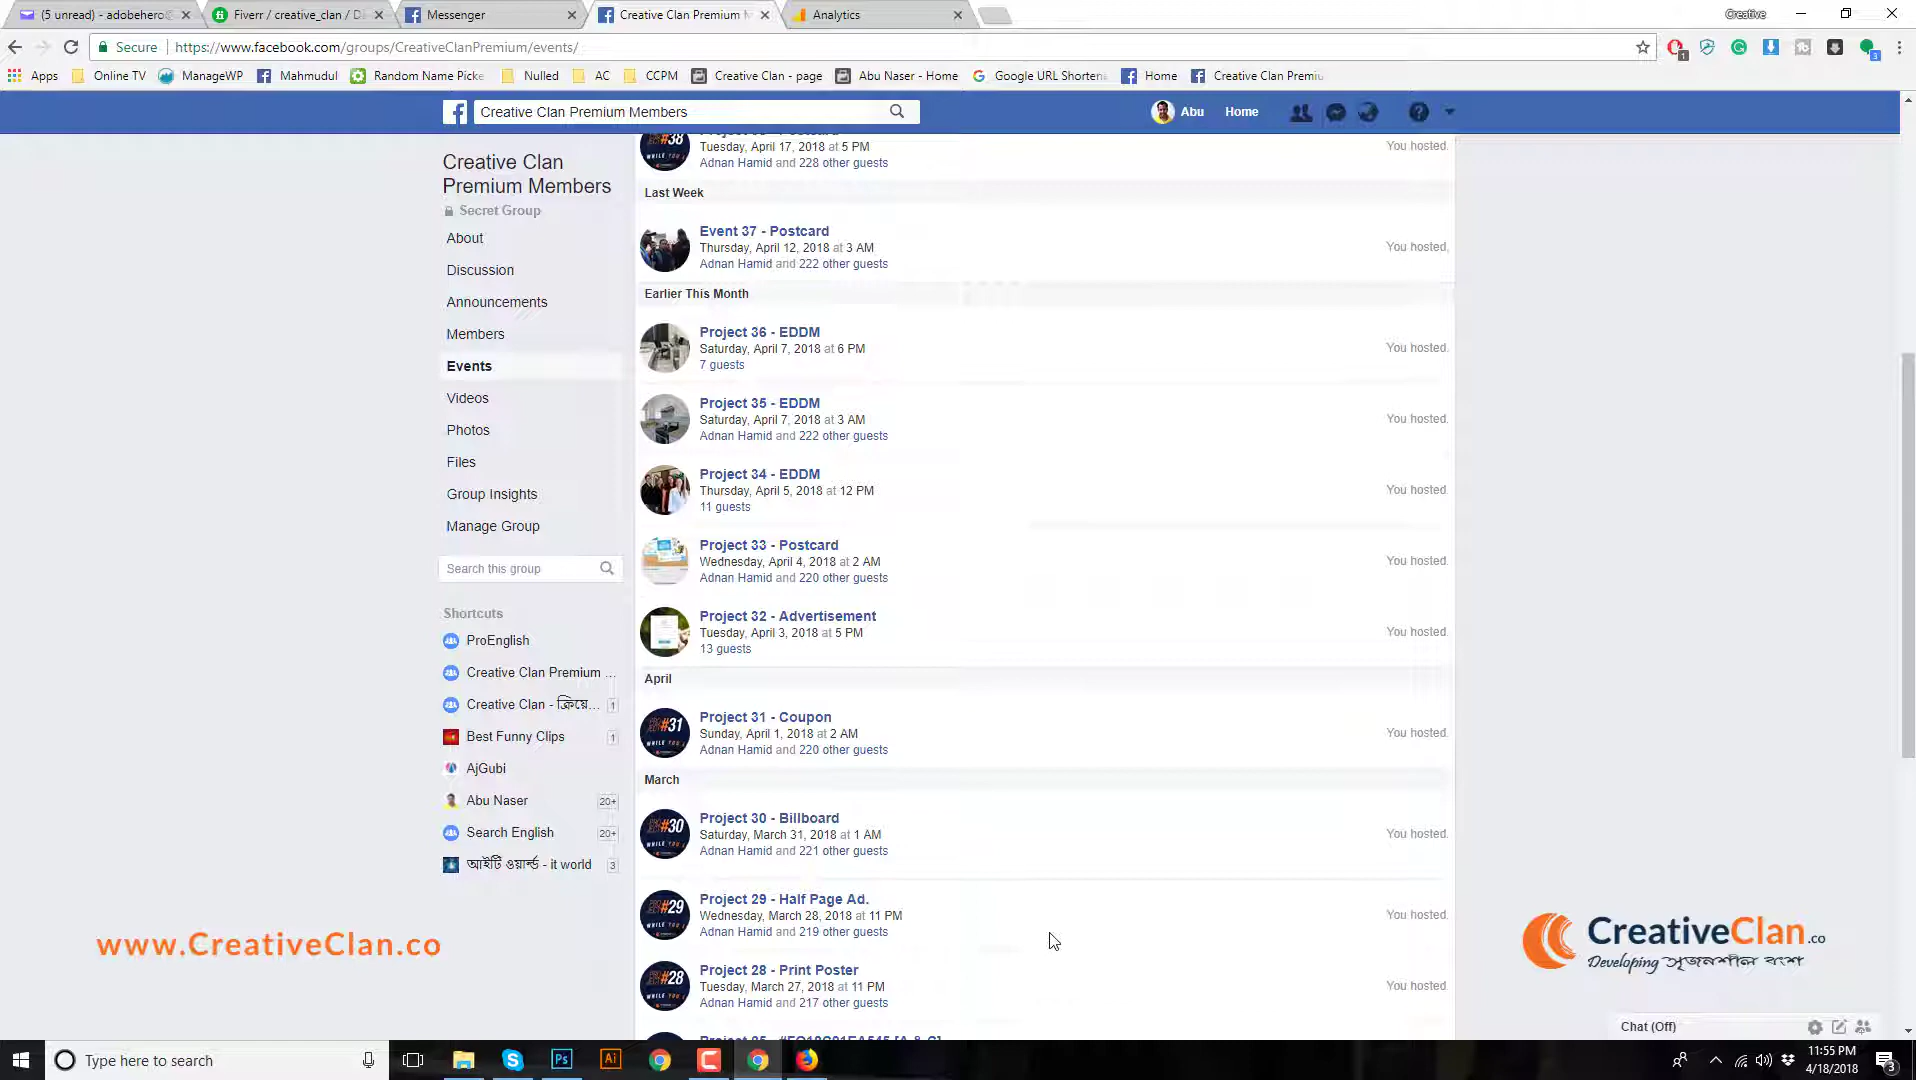 (5 unread) - adobehero
Fiverr / creative_clan / D
Messenger
Creative Clan Premium M
Analytics
Creative
Secure
https://www.facebook.com/groups/CreativeClanPremium/events/
Apps
Online TV
ManageWP
Mahmudul
Random Name Picke
Nulled
AC
CCPM
Creative Clan - page
Abu Naser - Home
Google URL Shortena
Home
Creative Clan Premiu
Creative Clan Premium Members
Abu
Home
Creative Clan
Premium Members
Secret Group
About
Discussion
Announcements
Members
Events
Videos
Photos
Files
Group Insights
Manage Group
Search this group
Shortcuts
ProEnglish
Creative Clan Premium ...
Creative Clan - ক্রিয়ে... 1
Best Funny Clips 1
AjGubi
Abu Naser 20+
Search English 20+
আইটি ওয়ার্ল্ড - it world 3
#38
Tuesday, April 17, 2018 at 5 PM
Adnan Hamid and 228 other guests
You hosted.
Last Week
Event 37 - Postcard
Thursday, April 12, 2018 at 3 AM
Adnan Hamid and 222 other guests
You hosted.
Earlier This Month
Project 36 - EDDM
Saturday, April 7, 2018 at 6 PM
7 guests
You hosted.
Project 35 - EDDM
Saturday, April 7, 2018 at 3 AM
Adnan Hamid and 222 other guests
You hosted.
Project 34 - EDDM
Thursday, April 5, 2018 at 12 PM
11 guests
You hosted.
Project 33 - Postcard
Wednesday, April 4, 2018 at 2 AM
Adnan Hamid and 220 other guests
You hosted.
Project 32 - Advertisement
Tuesday, April 3, 2018 at 5 PM
13 guests
You hosted.
April
#31
Project 31 - Coupon
Sunday, April 1, 2018 at 2 AM
Adnan Hamid and 220 other guests
You hosted.
March
#30
Project 30 - Billboard
Saturday, March 31, 2018 at 1 AM
Adnan Hamid and 221 other guests
You hosted.
#29
Project 29 - Half Page Ad.
Wednesday, March 28, 2018 at 11 PM
Adnan Hamid and 219 other guests
You hosted.
#28
Project 28 - Print Poster
Tuesday, March 27, 2018 at 11 PM
Adnan Hamid and 217 other guests
You hosted.
www.CreativeClan.co
CreativeClan.co
Developing সৃজনশীল বংশ
Chat (Off)
Type here to search
11:55 PM
4/18/2018
3